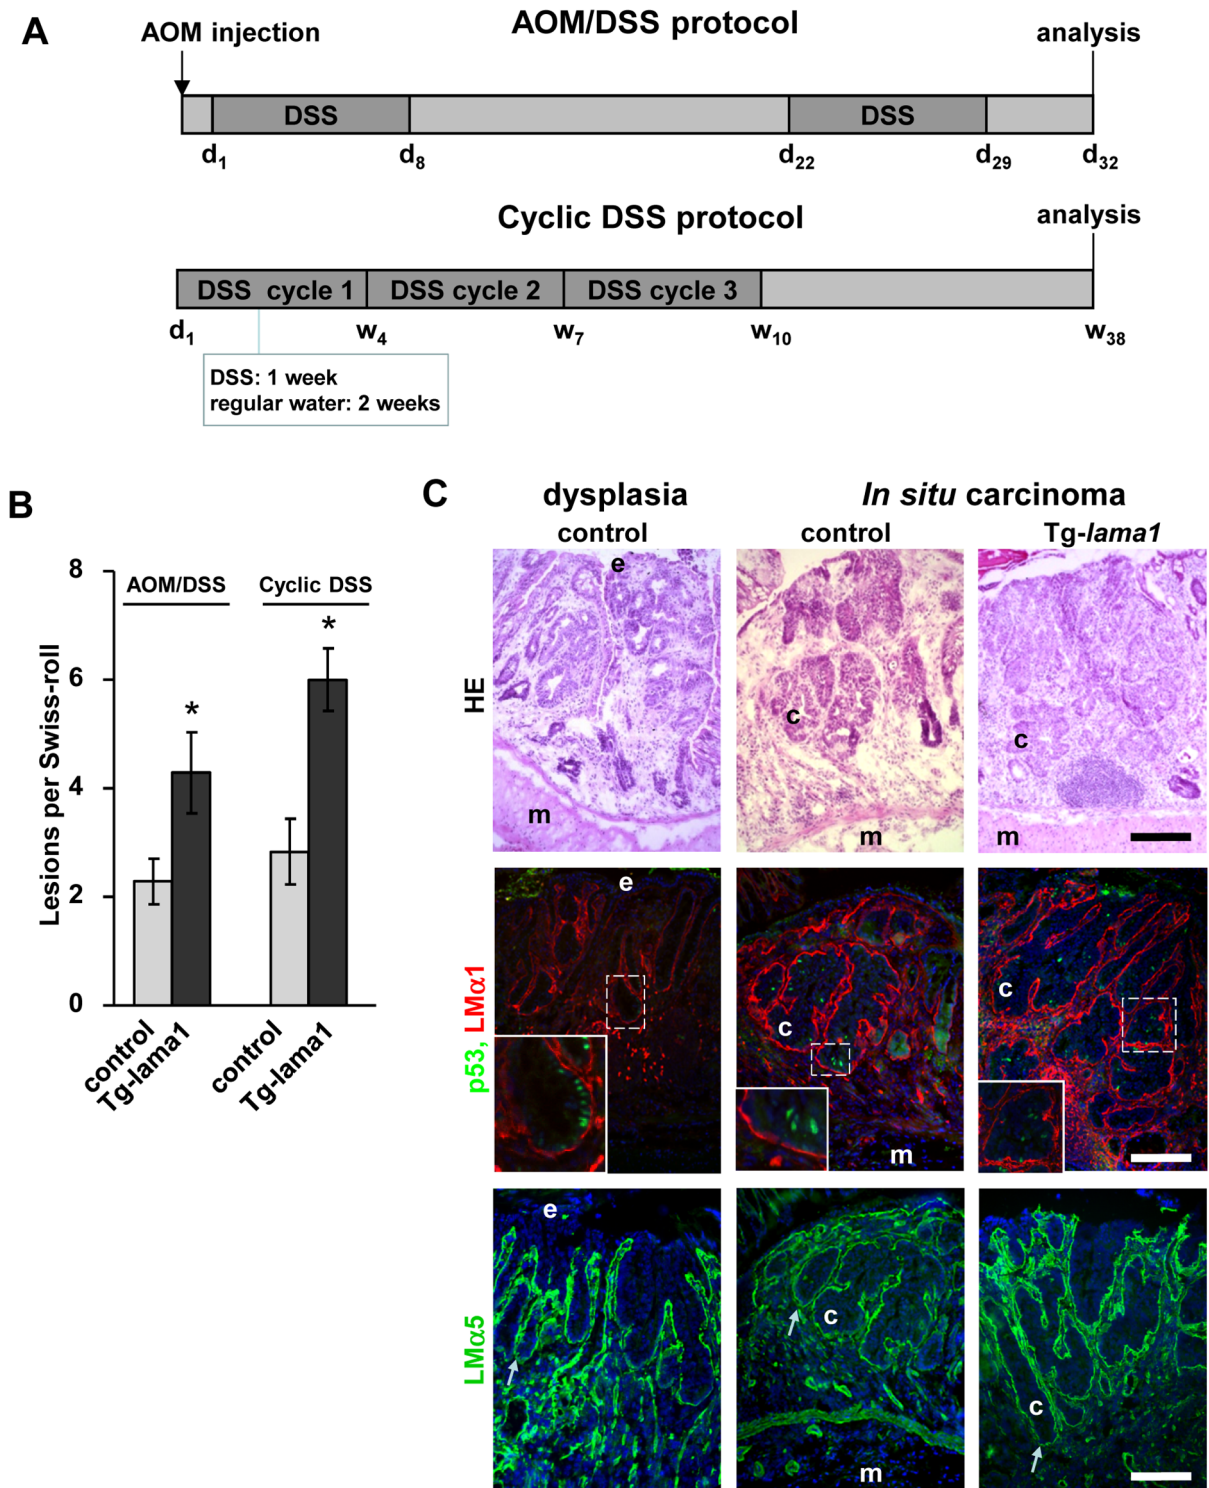 A
AOM injection
AOM/DSS protocol
analysis
DSS
DSS
d1
d8
d22
d29
d32
Cyclic DSS protocol
analysis
DSS cycle 1
DSS cycle 2
DSS cycle 3
d1
w4
w7
w10
w38
DSS: 1 week
regular water: 2 weeks
B
Lesions per Swiss-roll
8
6
4
2
0
AOM/DSS
Cyclic DSS
*
*
control
Tg-lama1
control
Tg-lama1
C
dysplasia
In situ carcinoma
control
control
Tg-lama1
HE
e
m
c
m
c
m
p53, LMα1
e
c
m
c
LMα5
e
c
m
c